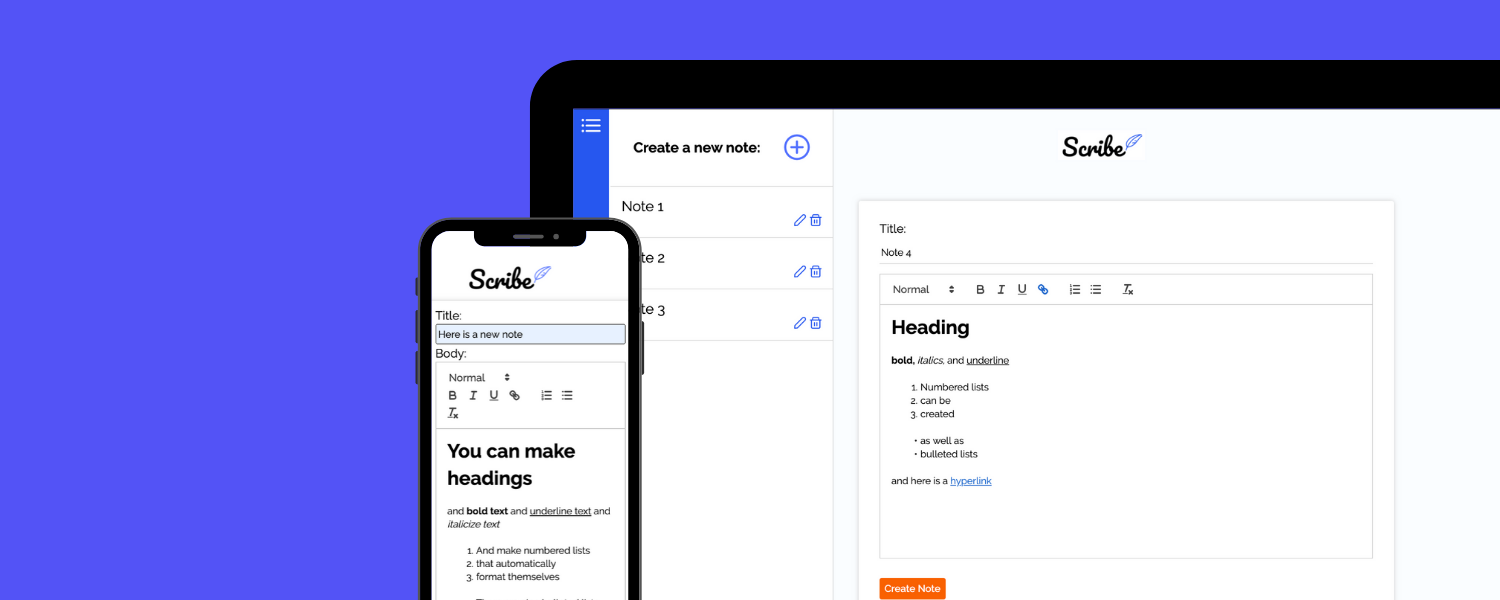 Scribe
Title:
Here is a new note
Body:
Normal
B I U
Tx
You can make
headings
and bold text and underline text and
italicize text
1. And make numbered lists
2. that automatically
3. format themselves
Create a new note:
Note 1
te 2
te 3
Scribe
Title:
Note 4
Normal B I U Tx
Heading
bold, italics, and underline
1. Numbered lists
2. can be
3. created
• as well as
• bulleted lists
and here is a hyperlink
Create Note